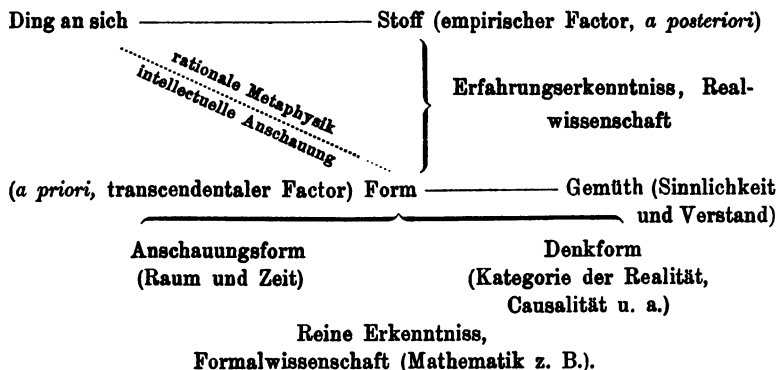 Ding an sich Stoff (empirischer Factor, a posteriori)
rationale Metaphysik
intellectuelle Anschauung
Erfahrungserkenntniss, Real-
wissenschaft
(a priori, transcendentaler Factor) Form Gemüth (Sinnlichkeit
und Verstand)
Anschauungsform Denkform
(Raum und Zeit) (Kategorie der Realität,
Causalität u. a.)
Reine Erkenntniss,
Formalwissenschaft (Mathematik z. B.).